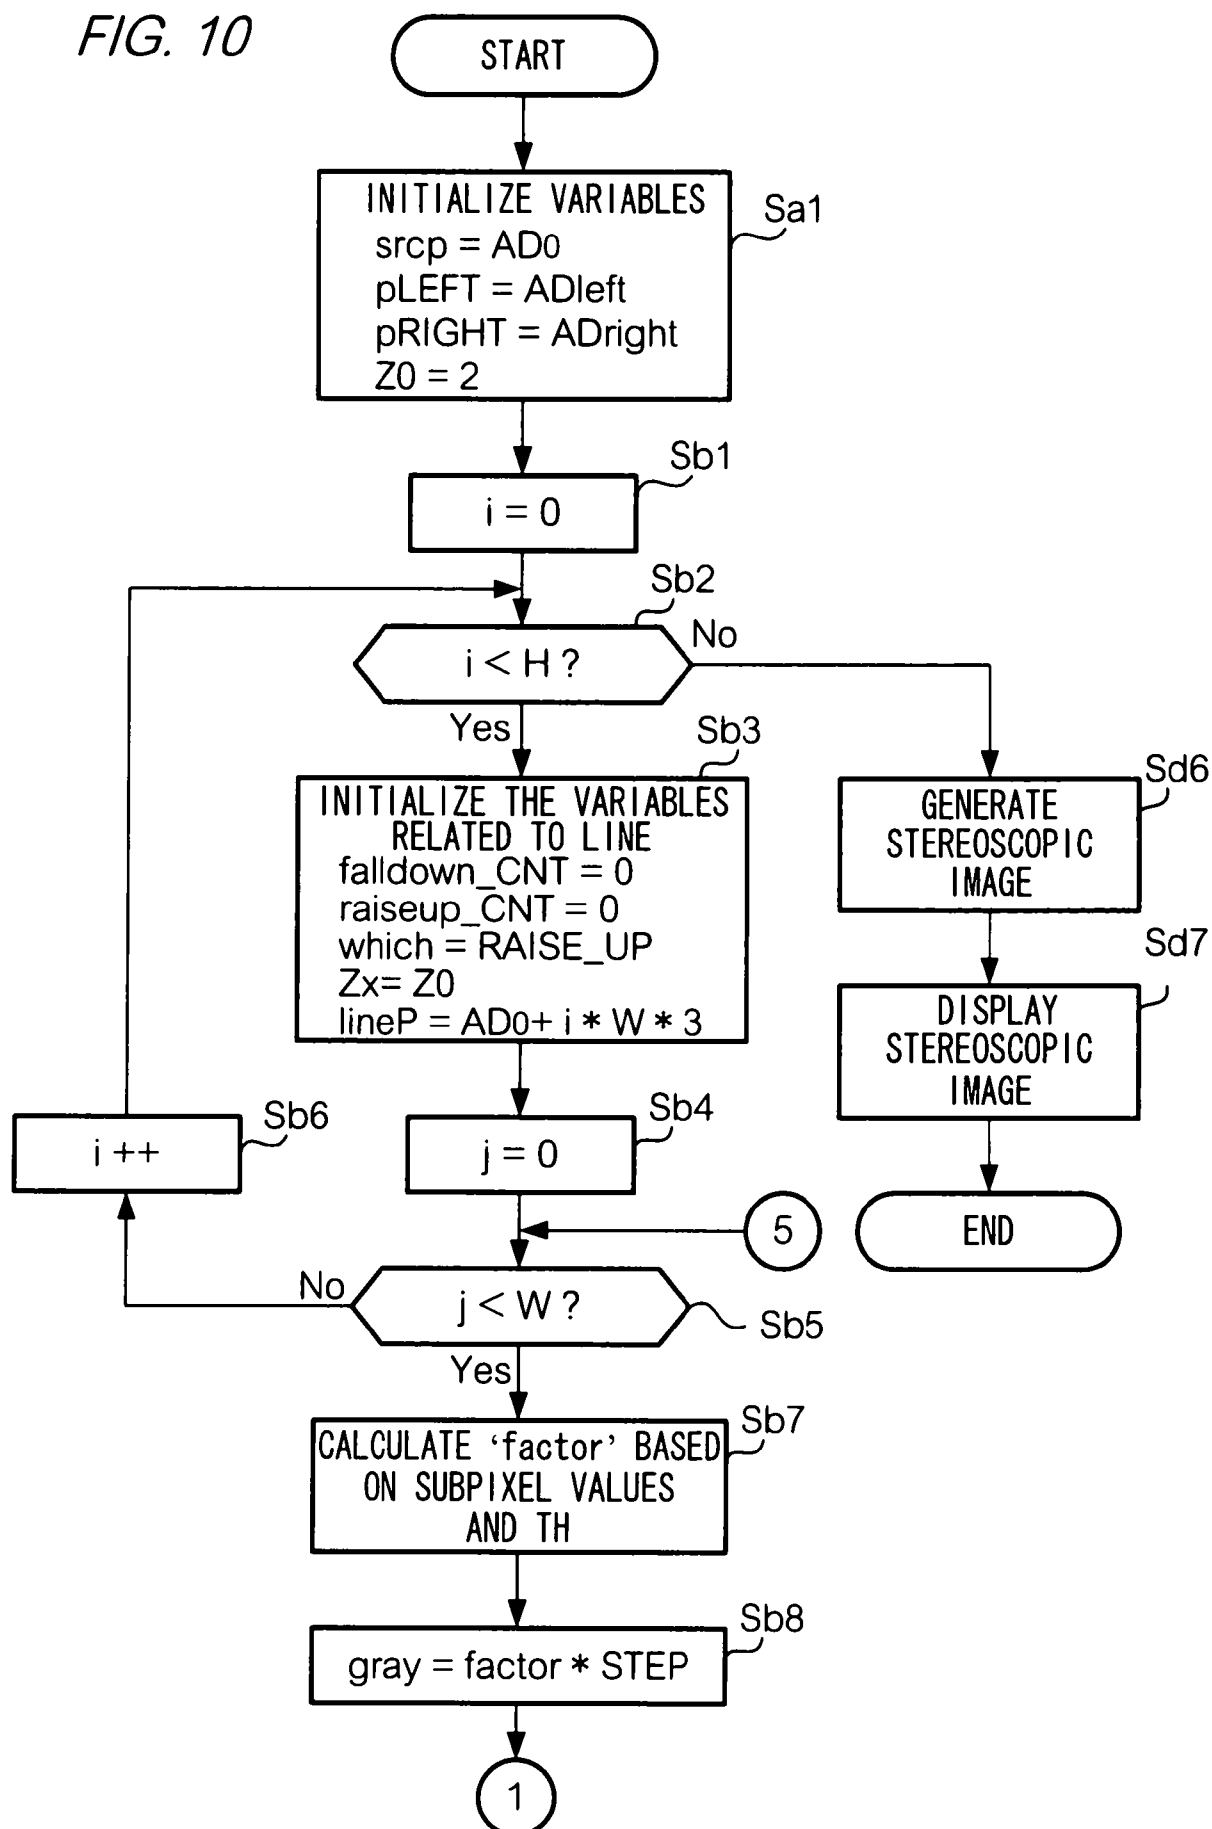 FIG. 10
START
INITIALIZE VARIABLES
srcp = AD0
pLEFT = ADleft
pRIGHT = ADright
Z0 = 2
Sa1
Sb1
i = 0
Sb2
i < H ?
No
Yes
Sb3
INITIALIZE THE VARIABLES
RELATED TO LINE
falldown_CNT = 0
raiseup_CNT = 0
which = RAISE_UP
Zx= Z0
lineP = AD0+ i * W * 3
Sd6
GENERATE
STEREOSCOPIC
IMAGE
Sd7
DISPLAY
STEREOSCOPIC
IMAGE
END
Sb6
i ++
Sb4
j = 0
5
No
j < W ?
Sb5
Yes
Sb7
CALCULATE ‘factor’ BASED
ON SUBPIXEL VALUES
AND TH
Sb8
gray = factor * STEP
1